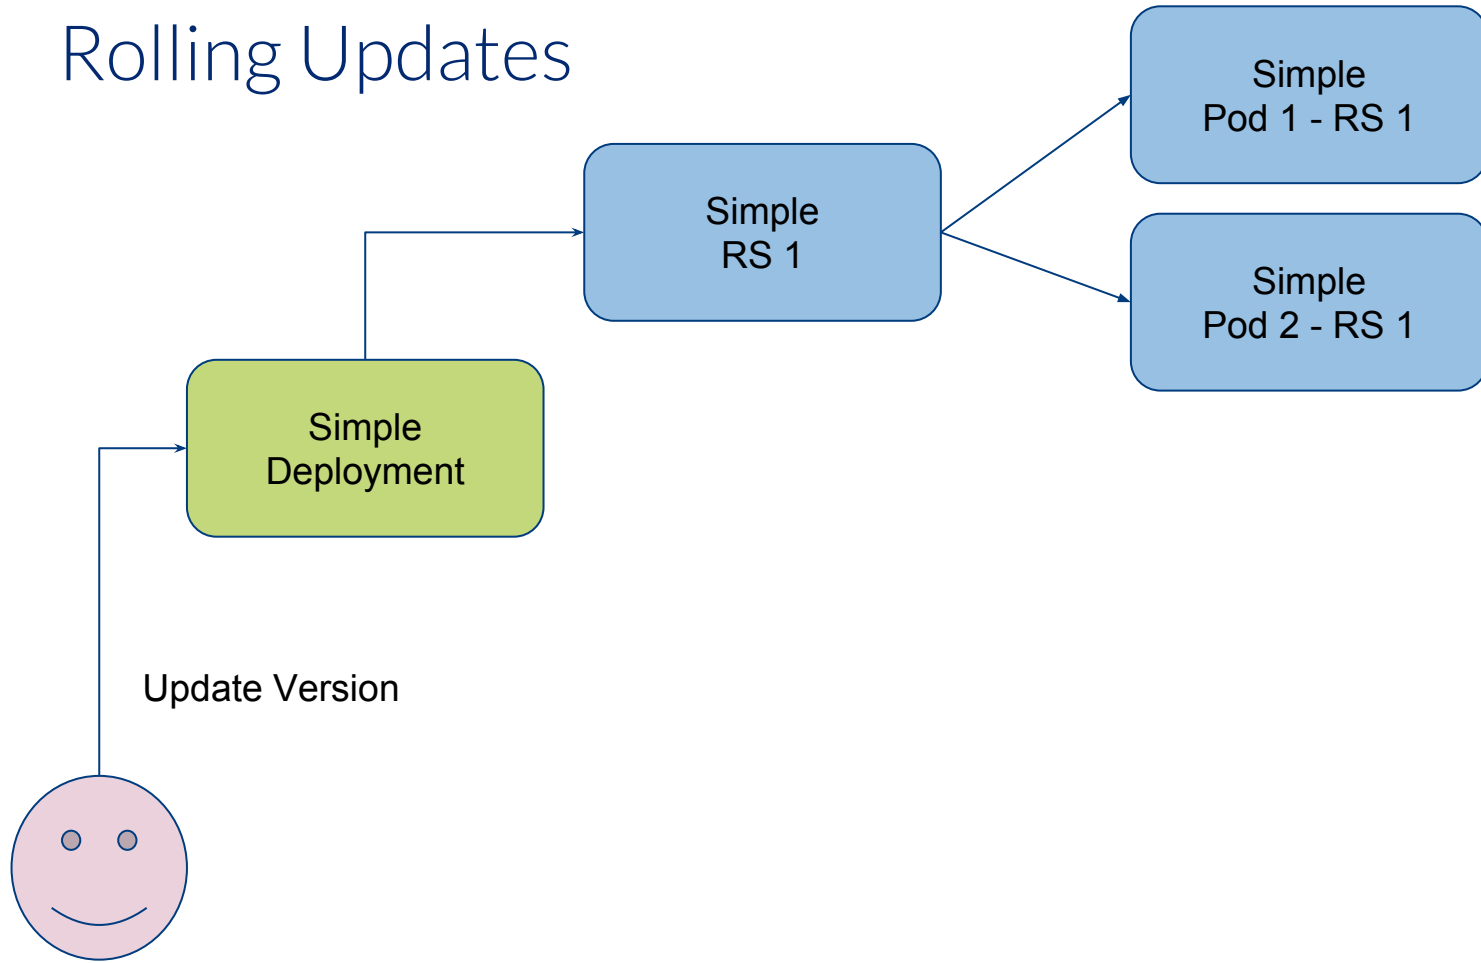 Rolling Updates
Simple
Pod 1 - RS 1
Simple
RS 1
Simple
Pod 2 - RS 1
Simple
Deployment
Update Version